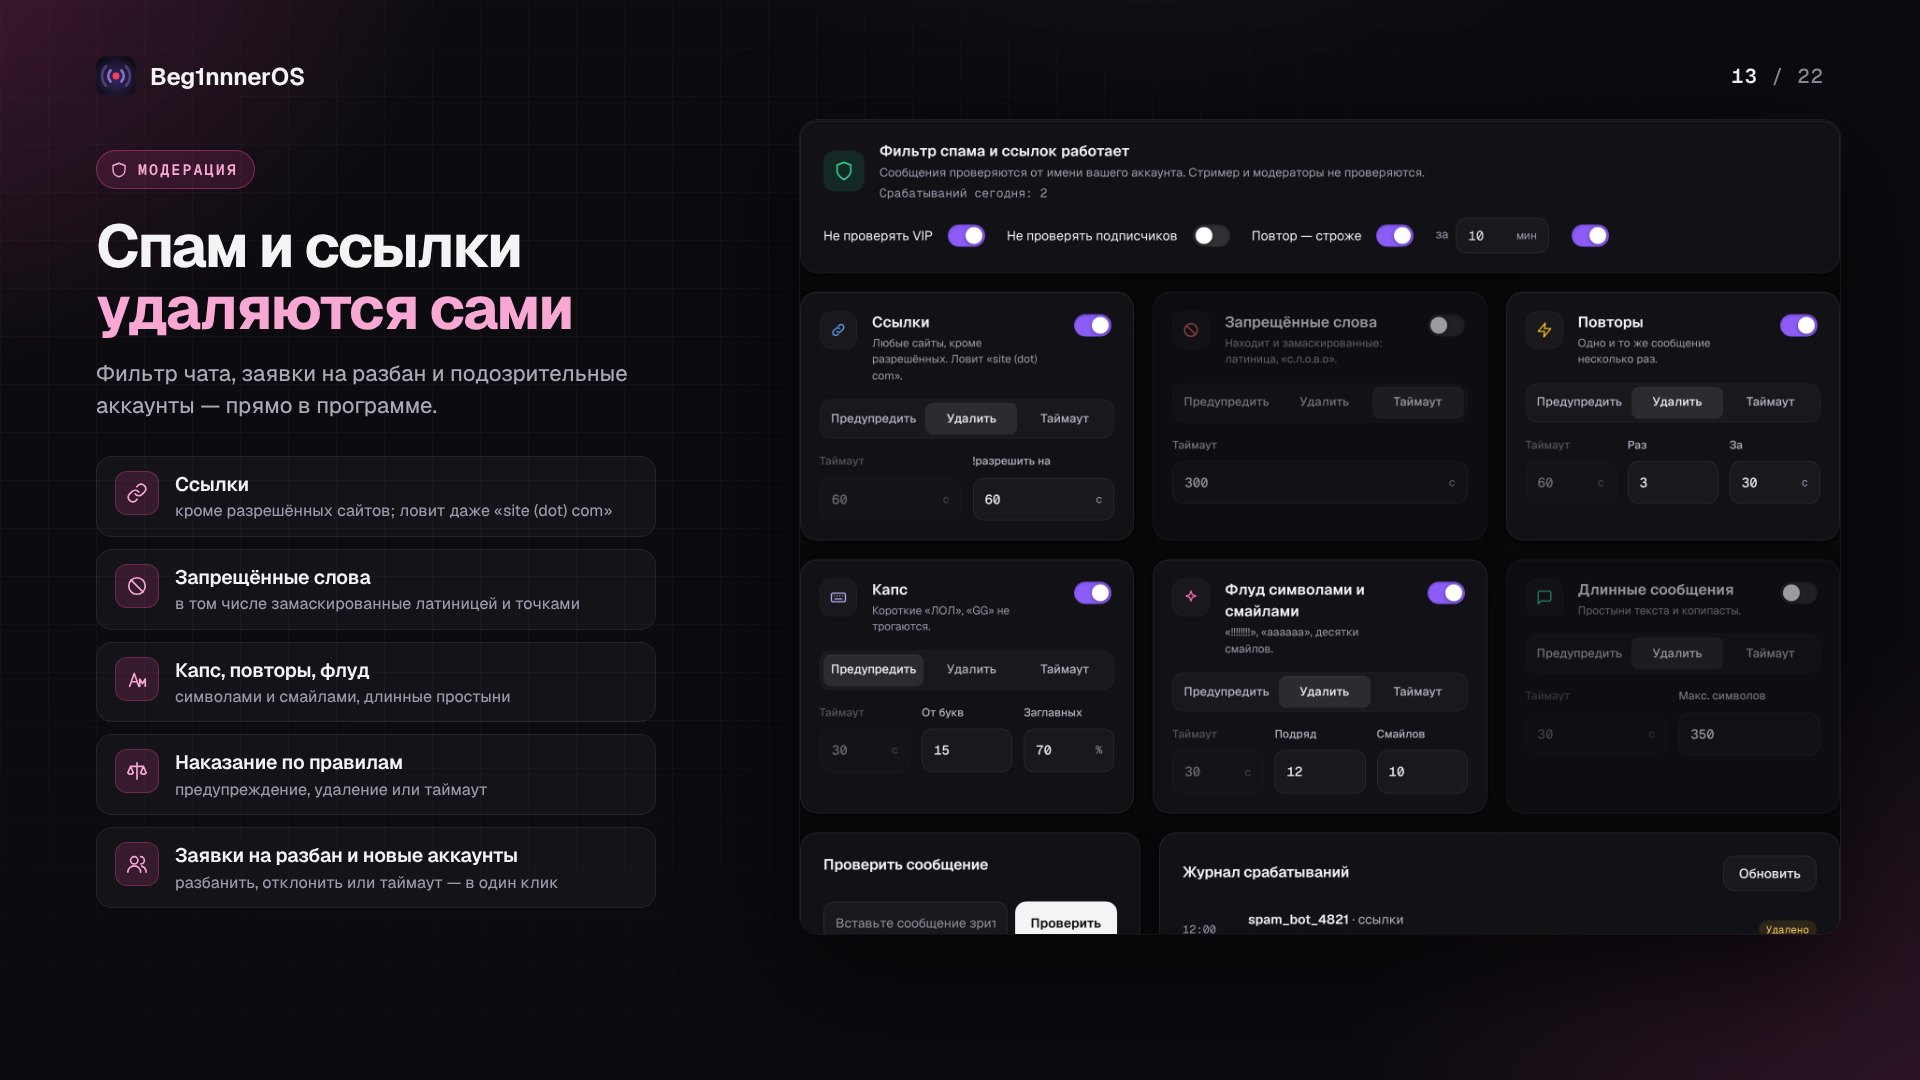 Beg1nnnerOS
13 / 22
МОДЕРАЦИЯ
Спам и ссылки
удаляются сами
Фильтр чата, заявки на разбан и подозрительные
аккаунты — прямо в программе.
Ссылки
кроме разрешённых сайтов; ловит даже «site (dot) com»
Запрещённые слова
в том числе замаскированные латиницей и точками
Капс, повторы, флуд
символами и смайлами, длинные простыни
Наказание по правилам
предупреждение, удаление или таймаут
Заявки на разбан и новые аккаунты
разбанить, отклонить или таймаут — в один клик
Фильтр спама и ссылок работает
Сообщения проверяются от имени вашего аккаунта. Стример и модераторы не проверяются.
Срабатываний сегодня: 2
Не проверять VIP
Не проверять подписчиков
Повтор — строже
за 10 мин
Ссылки
Любые сайты, кроме
разрешённых. Ловит «site (dot)
com».
Предупредить Удалить Таймаут
Таймаут !разрешить на
60 с 60 с
Запрещённые слова
Находит и замаскированные:
латиница, «с.л.о.в.о».
Предупредить Удалить Таймаут
Таймаут
300 с
Повторы
Одно и то же сообщение
несколько раз.
Предупредить Удалить Таймаут
Таймаут Раз За
60 с 3 30 с
Капс
Короткие «ЛОЛ», «GG» не
трогаются.
Предупредить Удалить Таймаут
Таймаут От букв Заглавных
30 с 15 70 %
Флуд символами и
смайлами
«!!!!!!!!», «аааааа», десятки
смайлов.
Предупредить Удалить Таймаут
Таймаут Подряд Смайлов
30 с 12 10
Длинные сообщения
Простыни текста и копипасты.
Предупредить Удалить Таймаут
Таймаут Макс. символов
30 с 350
Проверить сообщение
Вставьте сообщение зрит
Проверить
Журнал срабатываний
Обновить
12:00 spam_bot_4821 · ссылки
Удалено